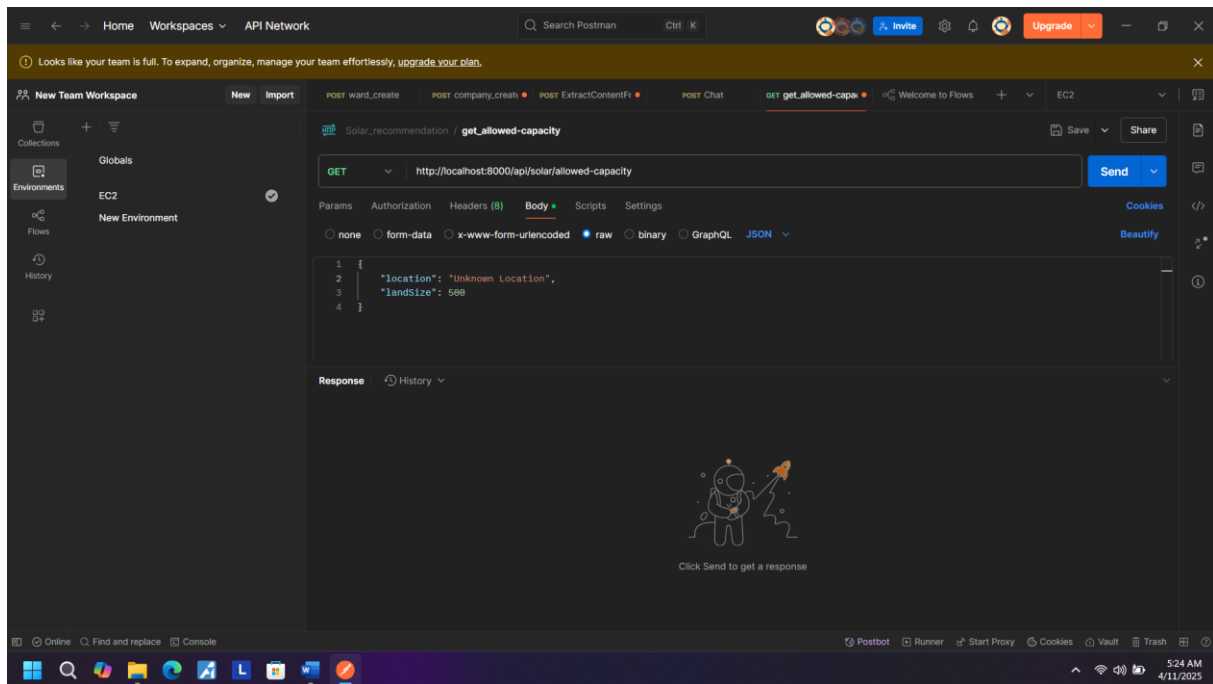 Home Workspaces API Network Search Postman Ctrl K Invite Upgrade
Looks like your team is full. To expand, organize, manage your team effortlessly, upgrade your plan.
New Team Workspace New Import POST ward_create POST company_creat POST ExtractContentFr POST Chat GET get_allowed-capa Welcome to Flows EC2
Collections
Environments
Flows
History
Globals
EC2
New Environment
HTTP Solar_recommendation / get_allowed-capacity Save Share
GET http://localhost:8000/api/solar/allowed-capacity Send
Params Authorization Headers (8) Body Scripts Settings Cookies
none form-data x-www-form-urlencoded raw binary GraphQL JSON Beautify
1 {
2 "location": "Unknown Location",
3 "landSize": 500
4 }
Response History
Click Send to get a response
Online Find and replace Console Postbot Runner Start Proxy Cookies Vault Trash
L W
5:24 AM
4/11/2025